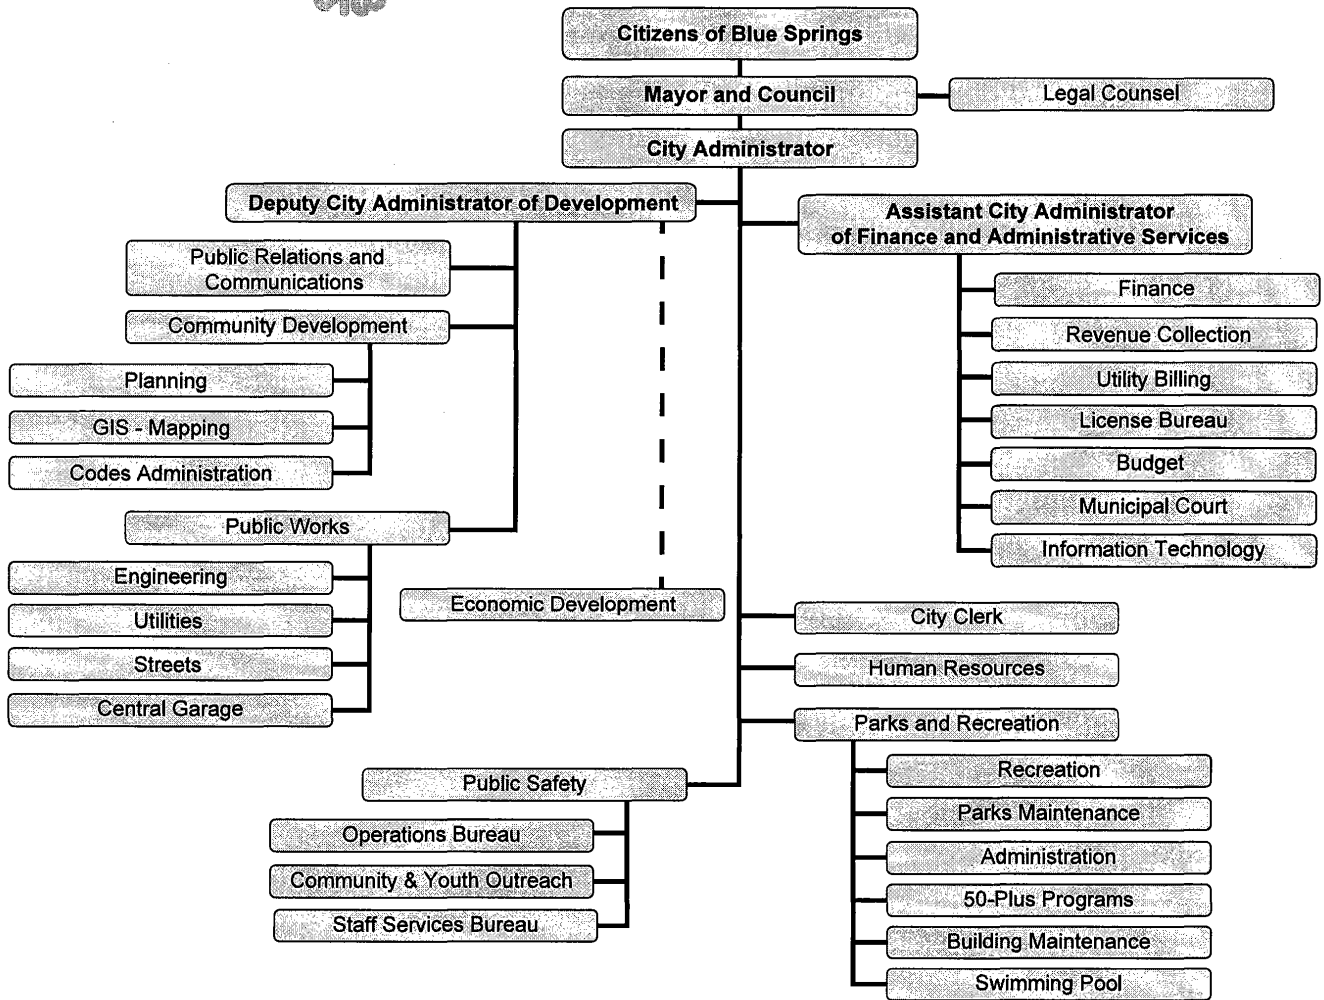 Citizens of Blue Springs
Mayor and Council
Legal Counsel
City Administrator
Deputy City Administrator of Development
Assistant City Administrator
of Finance and Administrative Services
Public Relations and
Communications
Community Development
Planning
GIS - Mapping
Codes Administration
Public Works
Engineering
Utilities
Streets
Central Garage
Economic Development
Finance
Revenue Collection
Utility Billing
License Bureau
Budget
Municipal Court
Information Technology
City Clerk
Human Resources
Parks and Recreation
Recreation
Parks Maintenance
Administration
50-Plus Programs
Building Maintenance
Swimming Pool
Public Safety
Operations Bureau
Community & Youth Outreach
Staff Services Bureau